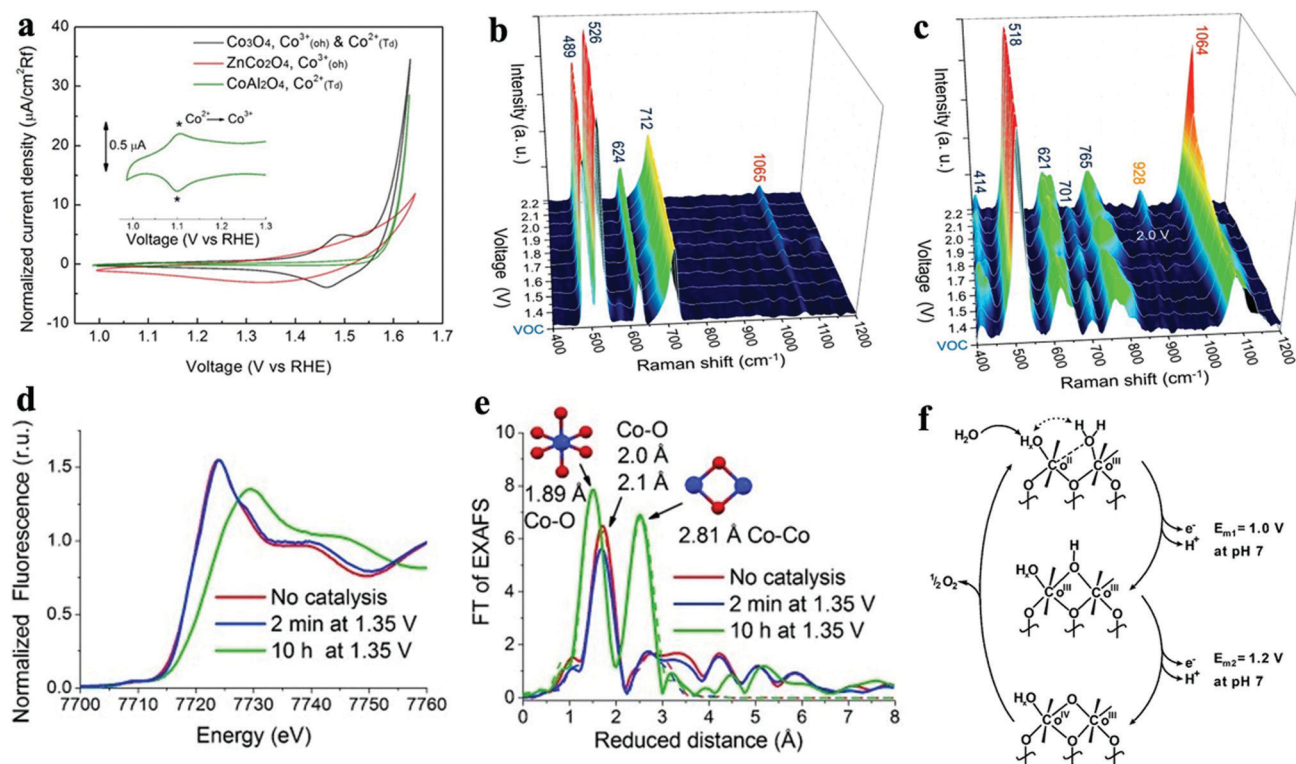 a
Normalized current density (µA/cm²Rf)
40
30
20
10
0
-10
Co₃O₄, Co³⁺(oh) & Co²⁺(Td)
ZnCo₂O₄, Co³⁺(oh)
CoAl₂O₄, Co²⁺(Td)
0.5 µA
* Co²⁺ → Co³⁺
*
1.0 1.1 1.2 1.3
Voltage (V vs RHE)
1.0 1.1 1.2 1.3 1.4 1.5 1.6 1.7
Voltage (V vs RHE)
b
Intensity (a. u.)
489
526
624
712
1065
2.2
2.1
2.0
1.9
1.8
1.7
1.6
1.5
1.4
VOC
Voltage (V)
400 500 600 700 800 900 1000 1100 1200
Raman shift (cm⁻¹)
c
Intensity (a. u.)
414
518
621
701
765
928
1064
2.0 V
2.2
2.1
2.0
1.9
1.8
1.7
1.6
1.5
1.4
VOC
Voltage (V)
400 500 600 700 800 900 1000 1100 1200
Raman shift (cm⁻¹)
d
Normalized Fluorescence (r.u.)
1.5
1.0
0.5
0.0
No catalysis
2 min at 1.35 V
10 h at 1.35 V
7700 7710 7720 7730 7740 7750 7760
Energy (eV)
e
FT of EXAFS
10
8
6
4
2
0
Co-O
2.0 Å
2.1 Å
1.89 Å
Co-O
2.81 Å Co-Co
No catalysis
2 min at 1.35 V
10 h at 1.35 V
0 1 2 3 4 5 6 7 8
Reduced distance (Å)
f
H₂O
HₓO
H H
O
Coᴵᴵ Coᴵᴵᴵ
O O O
e⁻
H⁺
Eₘ₁ = 1.0 V
at pH 7
H
HₓO O
Coᴵᴵᴵ Coᴵᴵᴵ
O O O
½ O₂
e⁻
H⁺
Eₘ₂ = 1.2 V
at pH 7
HₓO O
Coᴵⱽ Coᴵᴵᴵ
O O O